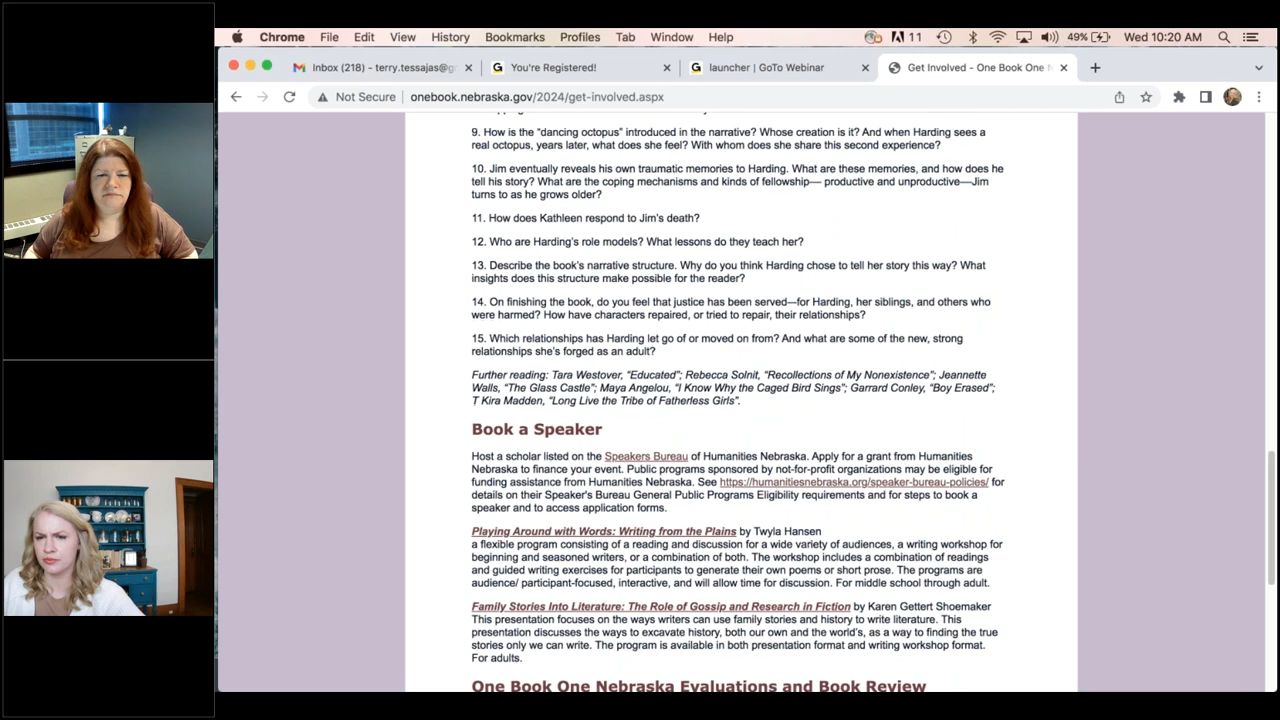 Chrome File Edit View History Bookmarks Profiles Tab Window Help 11 49% Wed 10:20 AM
Inbox (218) - terry.tessajas@g You're Registered! launcher | GoTo Webinar Get Involved - One Book One N
Not Secure onebook.nebraska.gov/2024/get-involved.aspx
9. How is the “dancing octopus” introduced in the narrative? Whose creation is it? And when Harding sees a
real octopus, years later, what does she feel? With whom does she share this second experience?
10. Jim eventually reveals his own traumatic memories to Harding. What are these memories, and how does he
tell his story? What are the coping mechanisms and kinds of fellowship— productive and unproductive—Jim
turns to as he grows older?
11. How does Kathleen respond to Jim’s death?
12. Who are Harding’s role models? What lessons do they teach her?
13. Describe the book’s narrative structure. Why do you think Harding chose to tell her story this way? What
insights does this structure make possible for the reader?
14. On finishing the book, do you feel that justice has been served—for Harding, her siblings, and others who
were harmed? How have characters repaired, or tried to repair, their relationships?
15. Which relationships has Harding let go of or moved on from? And what are some of the new, strong
relationships she’s forged as an adult?
Further reading: Tara Westover, “Educated”; Rebecca Solnit, “Recollections of My Nonexistence”; Jeannette
Walls, “The Glass Castle”; Maya Angelou, “I Know Why the Caged Bird Sings”; Garrard Conley, “Boy Erased”;
T Kira Madden, “Long Live the Tribe of Fatherless Girls”.
Book a Speaker
Host a scholar listed on the Speakers Bureau of Humanities Nebraska. Apply for a grant from Humanities
Nebraska to finance your event. Public programs sponsored by not-for-profit organizations may be eligible for
funding assistance from Humanities Nebraska. See https://humanitiesnebraska.org/speaker-bureau-policies/ for
details on their Speaker's Bureau General Public Programs Eligibility requirements and for steps to book a
speaker and to access application forms.
Playing Around with Words: Writing from the Plains by Twyla Hansen
a flexible program consisting of a reading and discussion for a wide variety of audiences, a writing workshop for
beginning and seasoned writers, or a combination of both. The workshop includes a combination of readings
and guided writing exercises for participants to generate their own poems or short prose. The programs are
audience/ participant-focused, interactive, and will allow time for discussion. For middle school through adult.
Family Stories Into Literature: The Role of Gossip and Research in Fiction by Karen Gettert Shoemaker
This presentation focuses on the ways writers can use family stories and history to write literature. This
presentation discusses the ways to excavate history, both our own and the world’s, as a way to finding the true
stories only we can write. The program is available in both presentation format and writing workshop format.
For adults.
One Book One Nebraska Evaluations and Book Review